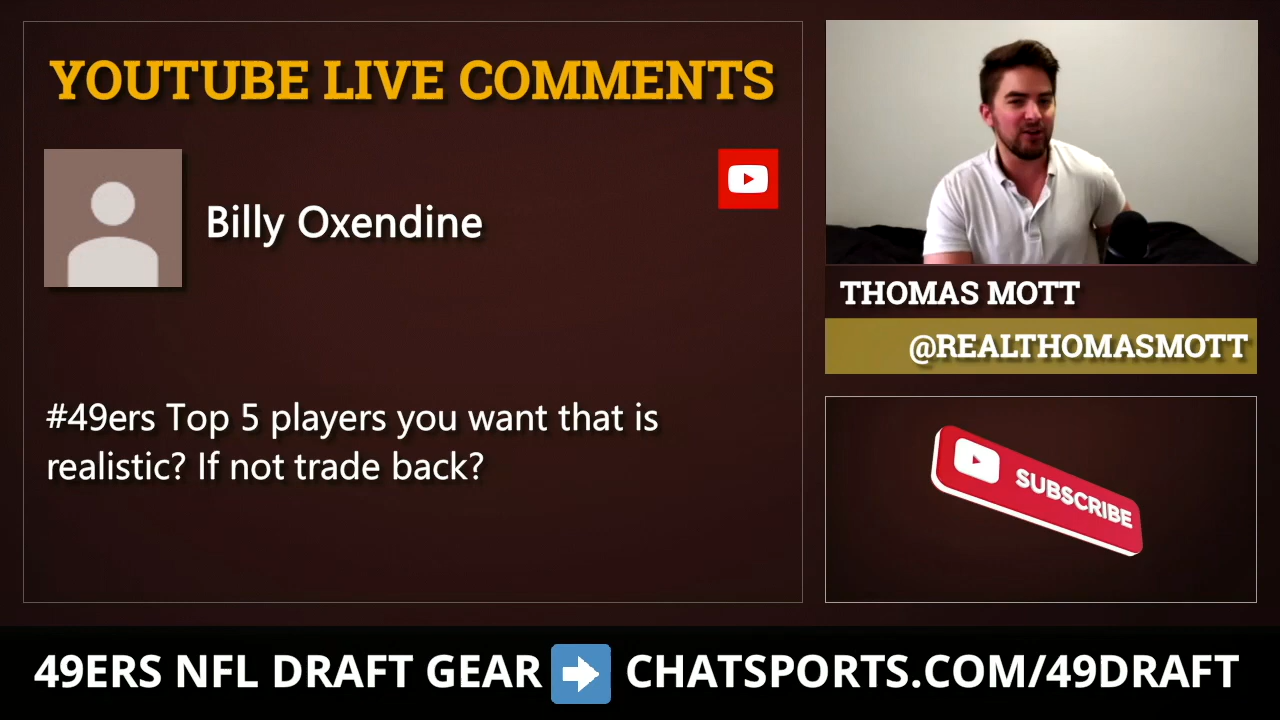 YOUTUBE LIVE COMMENTS
Billy Oxendine
#49ers Top 5 players you want that is
realistic? If not trade back?
THOMAS MOTT
@REALTHOMASMOTT
SUBSCRIBE
49ERS NFL DRAFT GEAR ➡ CHATSPORTS.COM/49DRAFT